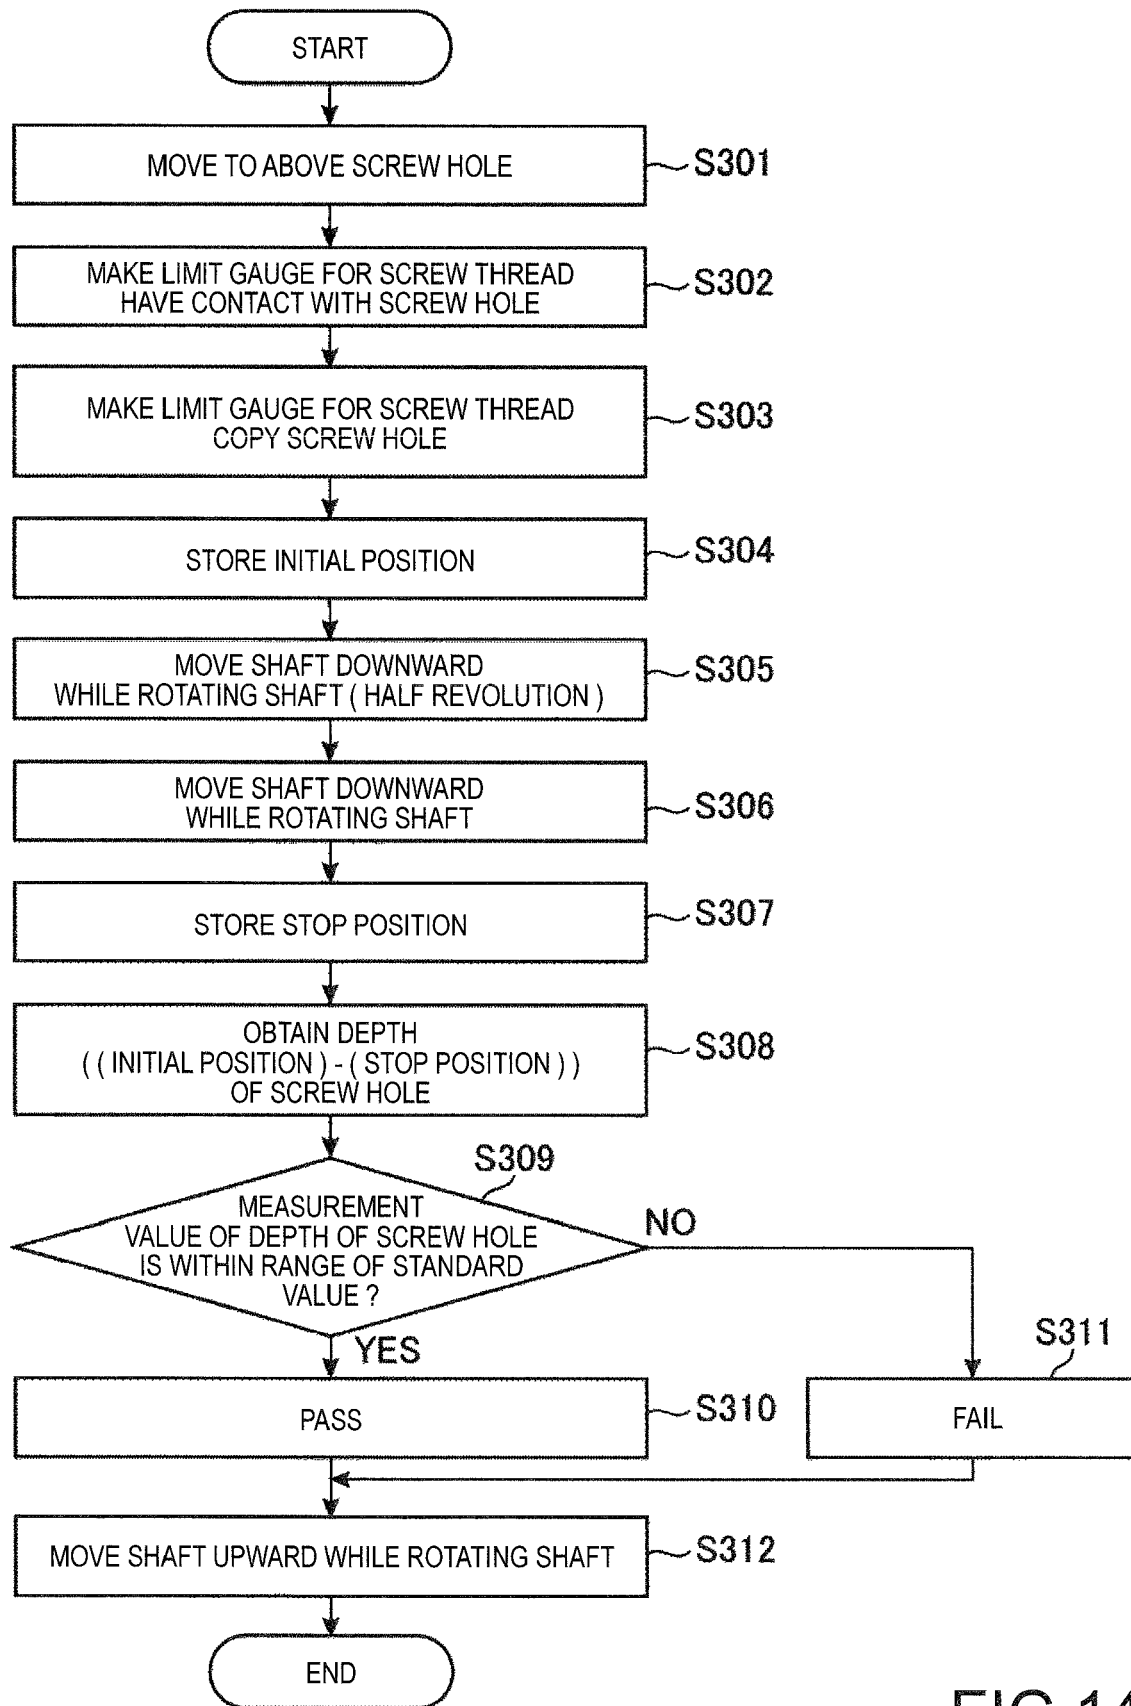 START
MOVE TO ABOVE SCREW HOLE
S301
MAKE LIMIT GAUGE FOR SCREW THREAD
HAVE CONTACT WITH SCREW HOLE
S302
MAKE LIMIT GAUGE FOR SCREW THREAD
COPY SCREW HOLE
S303
STORE INITIAL POSITION
S304
MOVE SHAFT DOWNWARD
WHILE ROTATING SHAFT ( HALF REVOLUTION )
S305
MOVE SHAFT DOWNWARD
WHILE ROTATING SHAFT
S306
STORE STOP POSITION
S307
OBTAIN DEPTH
( ( INITIAL POSITION ) - ( STOP POSITION ) )
OF SCREW HOLE
S308
S309
MEASUREMENT
VALUE OF DEPTH OF SCREW HOLE
IS WITHIN RANGE OF STANDARD
VALUE ?
NO
YES
S311
PASS
S310
FAIL
MOVE SHAFT UPWARD WHILE ROTATING SHAFT
S312
END